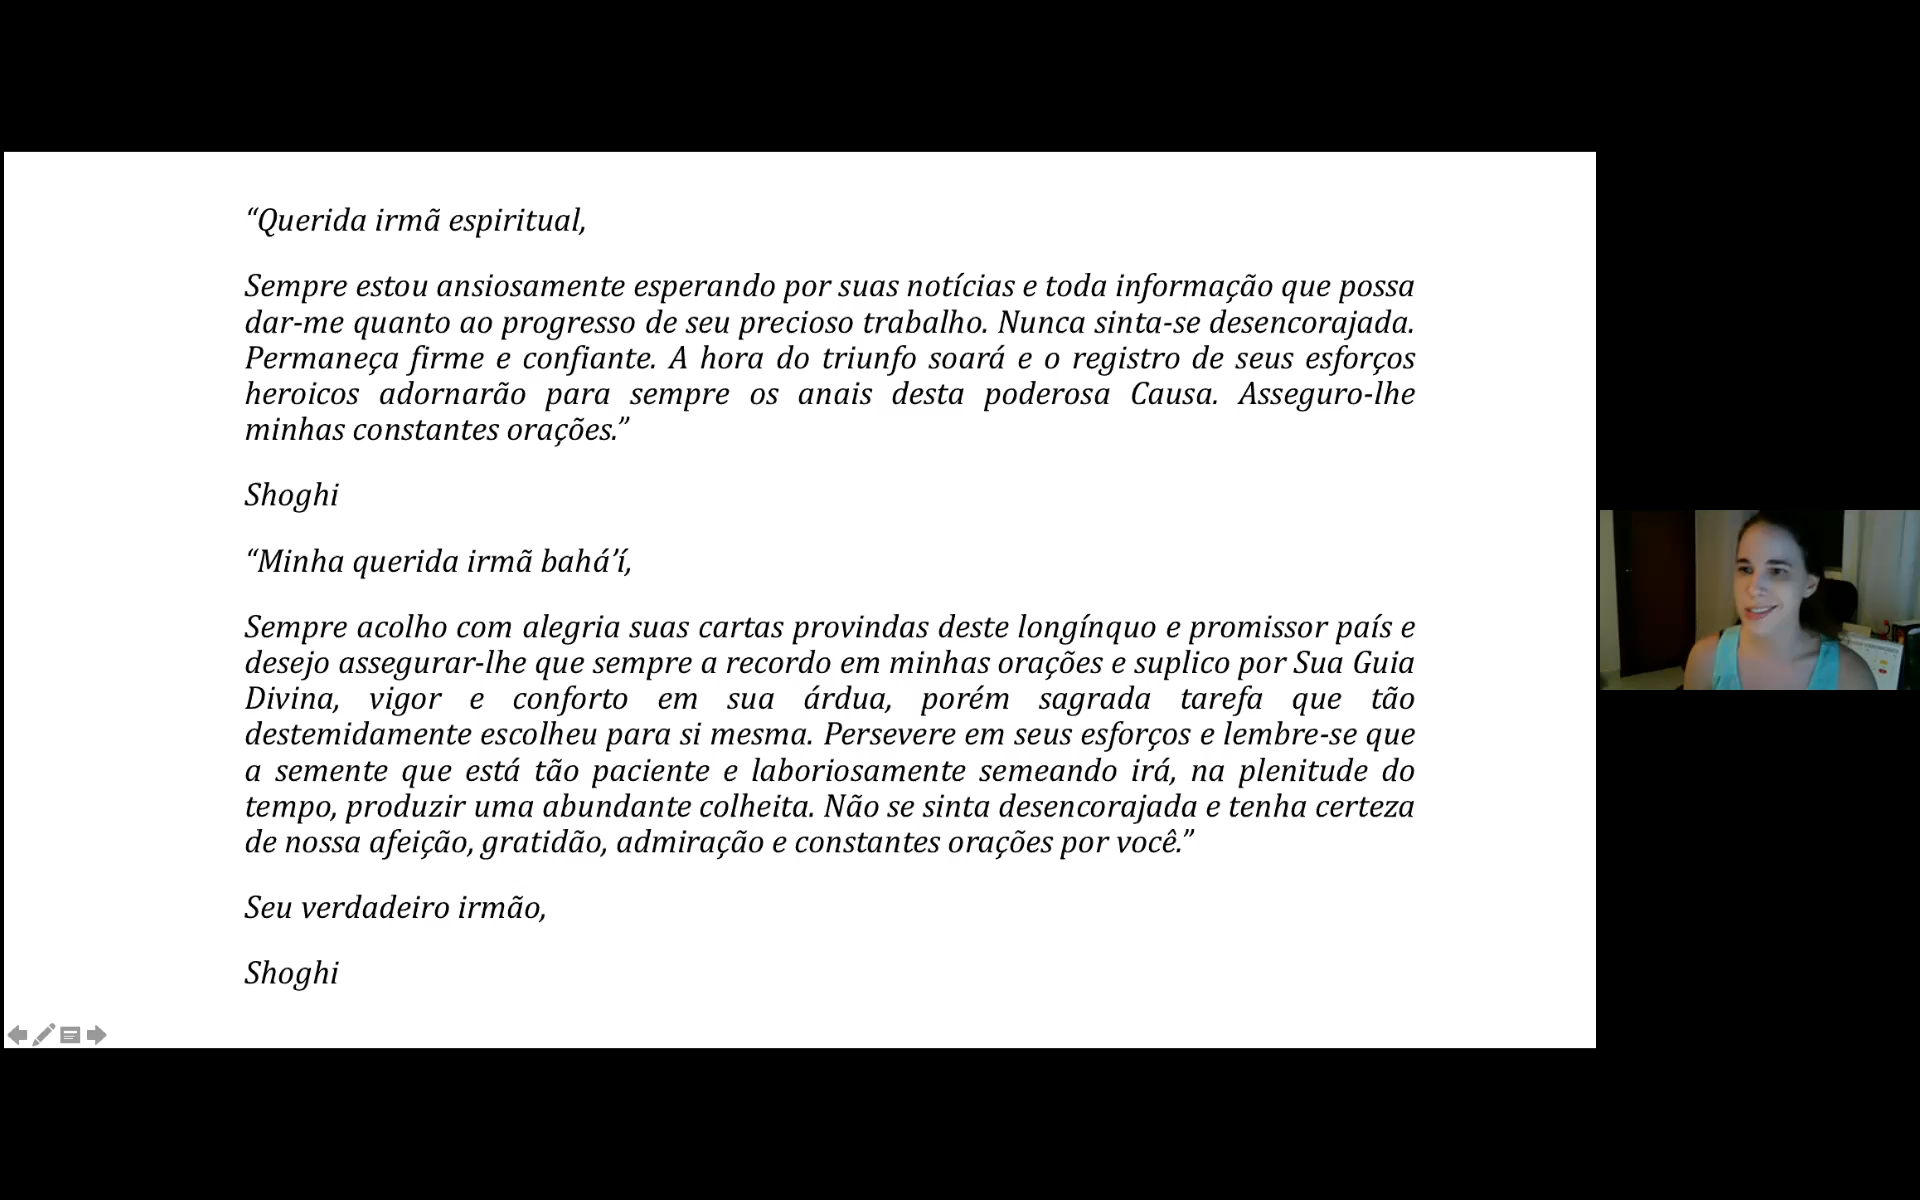 “Querida irmã espiritual,
Sempre estou ansiosamente esperando por suas notícias e toda informação que possa
dar-me quanto ao progresso de seu precioso trabalho. Nunca sinta-se desencorajada.
Permaneça firme e confiante. A hora do triunfo soará e o registro de seus esforços
heroicos adornarão para sempre os anais desta poderosa Causa. Asseguro-lhe
minhas constantes orações.”
Shoghi
“Minha querida irmã bahá’í,
Sempre acolho com alegria suas cartas provindas deste longínquo e promissor país e
desejo assegurar-lhe que sempre a recordo em minhas orações e suplico por Sua Guia
Divina, vigor e conforto em sua árdua, porém sagrada tarefa que tão
destemidamente escolheu para si mesma. Persevere em seus esforços e lembre-se que
a semente que está tão paciente e laboriosamente semeando irá, na plenitude do
tempo, produzir uma abundante colheita. Não se sinta desencorajada e tenha certeza
de nossa afeição, gratidão, admiração e constantes orações por você.”
Seu verdadeiro irmão,
Shoghi